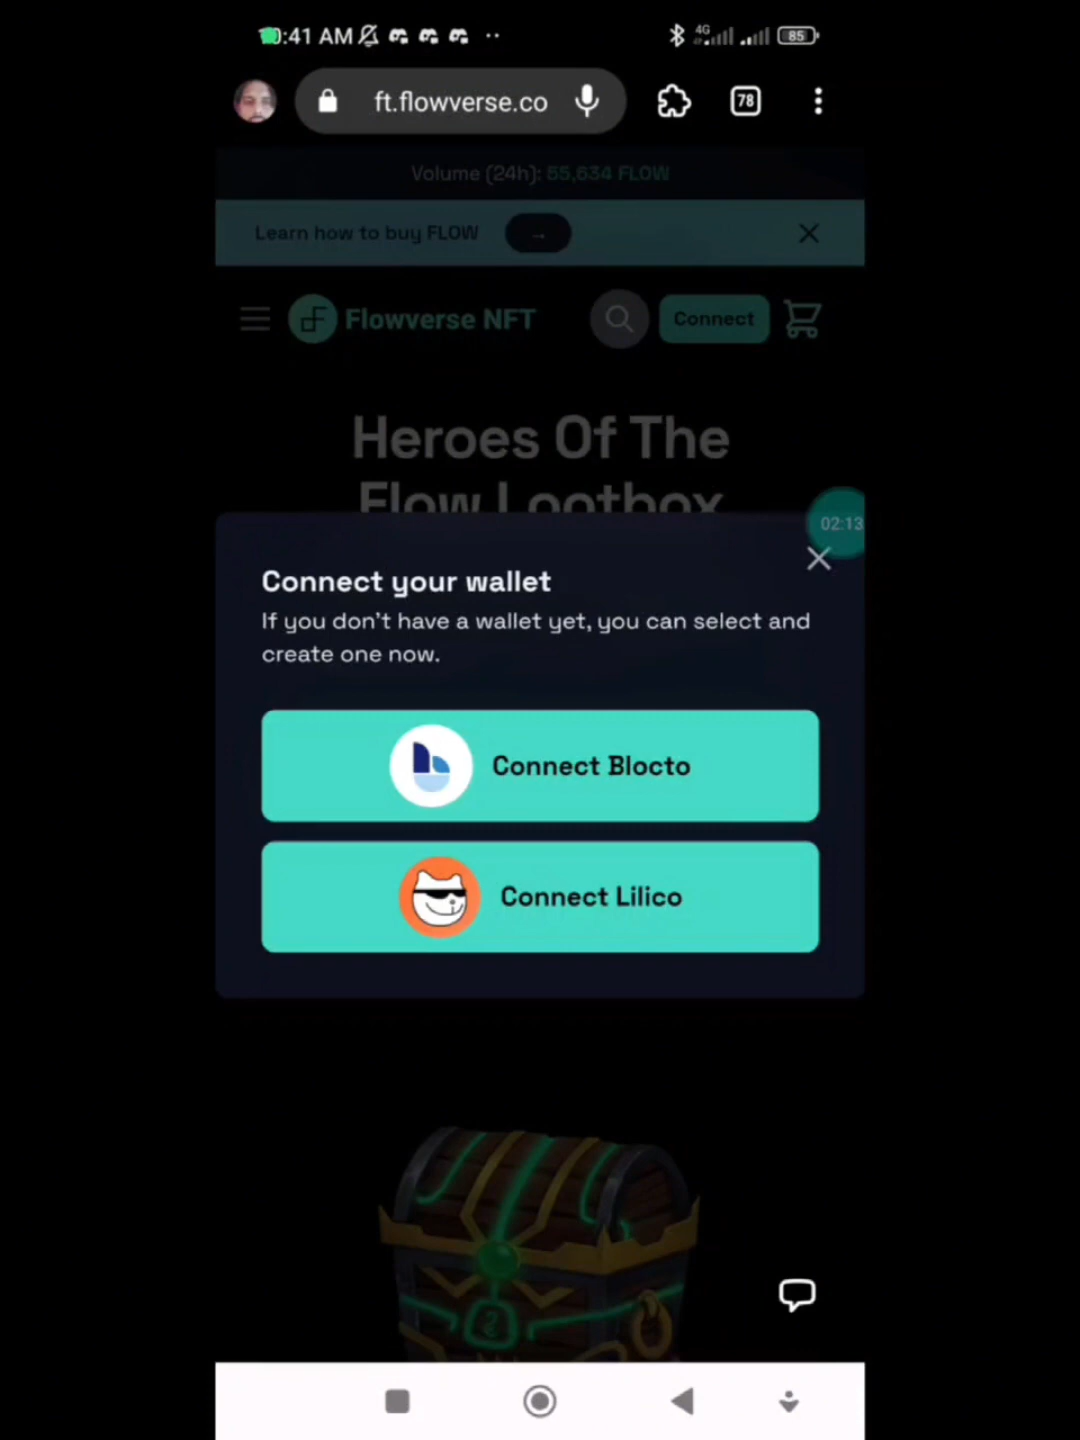 :41 AM
4G
85
ft.flowverse.co
78
Volume (24h): 55,634 FLOW
Learn how to buy FLOW →
Flowverse NFT
Connect
Heroes Of The
Flow Lootbox
02:13
Connect your wallet
If you don't have a wallet yet, you can select and
create one now.
Connect Blocto
Connect Lilico